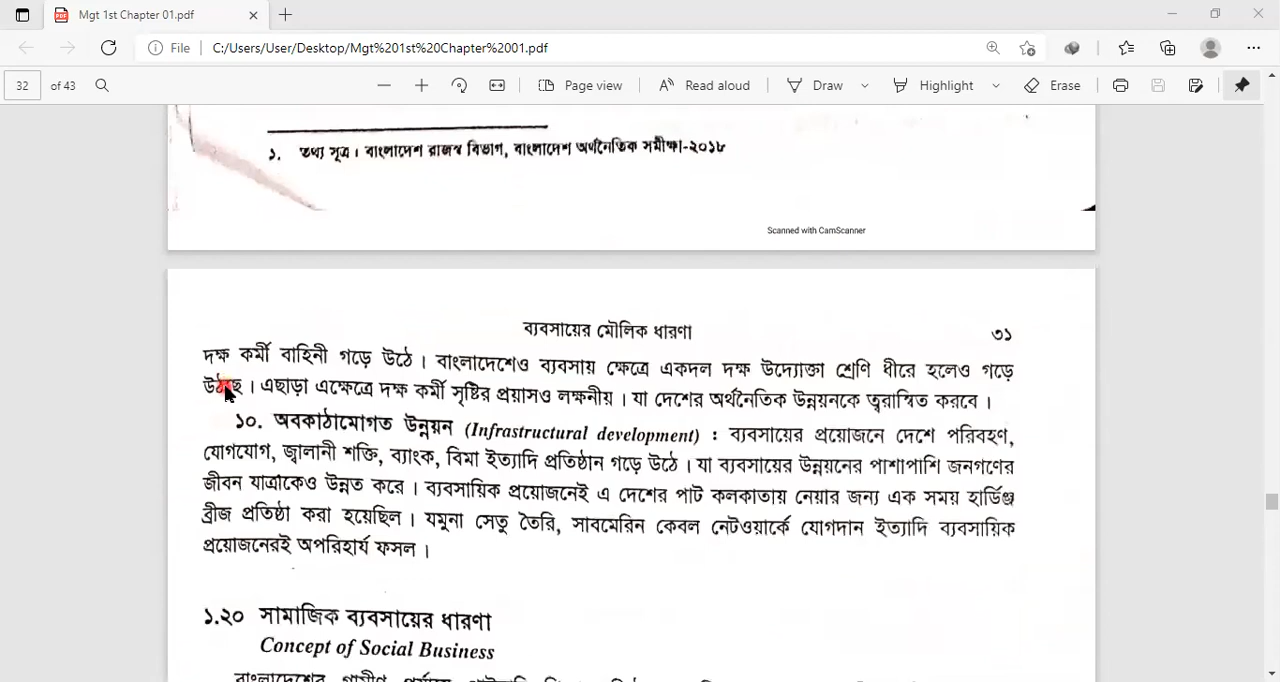 Mgt 1st Chapter 01.pdf
File C:/Users/User/Desktop/Mgt%201st%20Chapter%2001.pdf
32 of 43 Page view Read aloud Draw Highlight Erase
১. তথ্য সূত্র। বাংলাদেশ রাজস্ব বিভাগ, বাংলাদেশ অর্থনৈতিক সমীক্ষা-২০১৮
Scanned with CamScanner
ব্যবসায়ের মৌলিক ধারণা ৩১
দক্ষ কর্মী বাহিনী গড়ে উঠে। বাংলাদেশেও ব্যবসায় ক্ষেত্রে একদল দক্ষ উদ্যোক্তা শ্রেণি ধীরে হলেও গড়ে
উঠছে। এছাড়া এক্ষেত্রে দক্ষ কর্মী সৃষ্টির প্রয়াসও লক্ষনীয়। যা দেশের অর্থনৈতিক উন্নয়নকে ত্বরান্বিত করবে।
১০. অবকাঠামোগত উন্নয়ন (Infrastructural development) : ব্যবসায়ের প্রয়োজনে দেশে পরিবহণ,
যোগযোগ, জ্বালানী শক্তি, ব্যাংক, বিমা ইত্যাদি প্রতিষ্ঠান গড়ে উঠে। যা ব্যবসায়ের উন্নয়নের পাশাপাশি জনগণের
জীবন যাত্রাকেও উন্নত করে। ব্যবসায়িক প্রয়োজনেই এ দেশের পাট কলকাতায় নেয়ার জন্য এক সময় হার্ডিঞ্জ
ব্রীজ প্রতিষ্ঠা করা হয়েছিল। যমুনা সেতু তৈরি, সাবমেরিন কেবল নেটওয়ার্কে যোগদান ইত্যাদি ব্যবসায়িক
প্রয়োজনেরই অপরিহার্য ফসল।
১.২০ সামাজিক ব্যবসায়ের ধারণা
Concept of Social Business